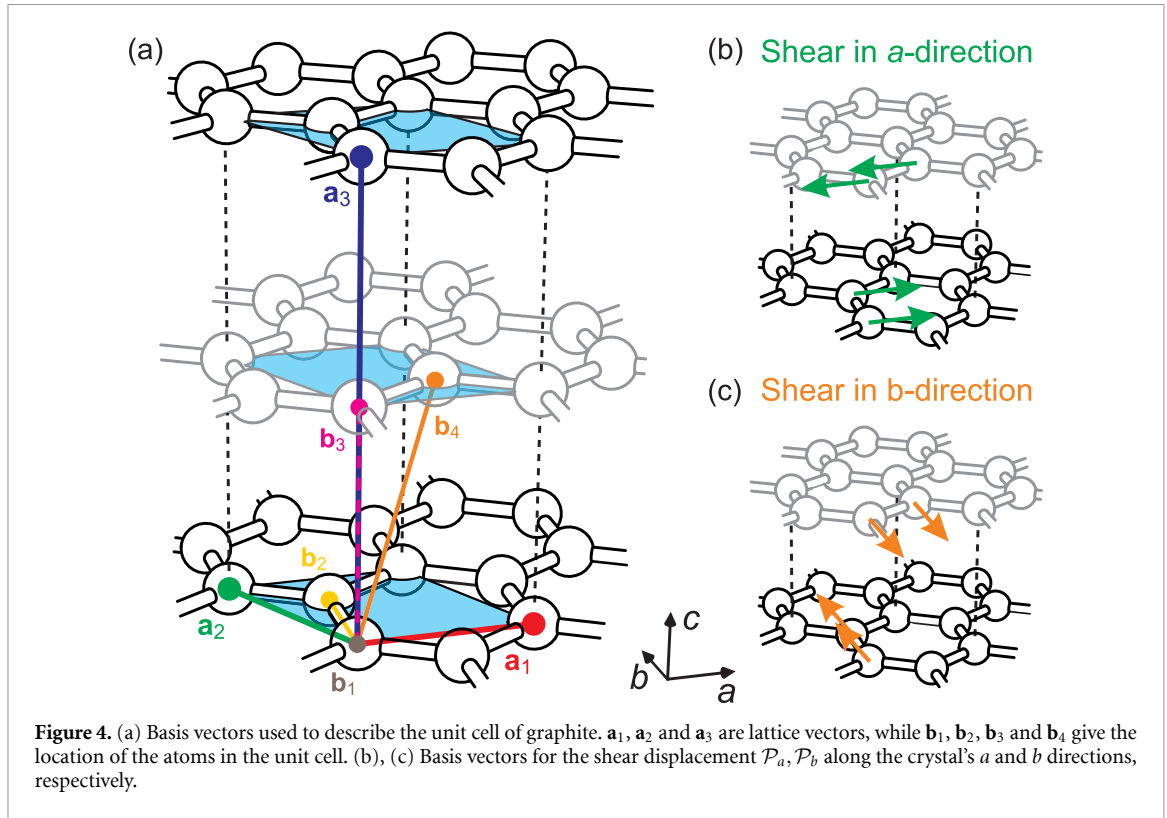 (a)
a₃
b₃
b₄
b₂
a₂
b₁
a₁
c
b
a
(b) Shear in a-direction
(c) Shear in b-direction
Figure 4. (a) Basis vectors used to describe the unit cell of graphite. a₁, a₂ and a₃ are lattice vectors, while b₁, b₂, b₃ and b₄ give the
location of the atoms in the unit cell. (b), (c) Basis vectors for the shear displacement 𝒫ₐ, 𝒫_b along the crystal's a and b directions,
respectively.